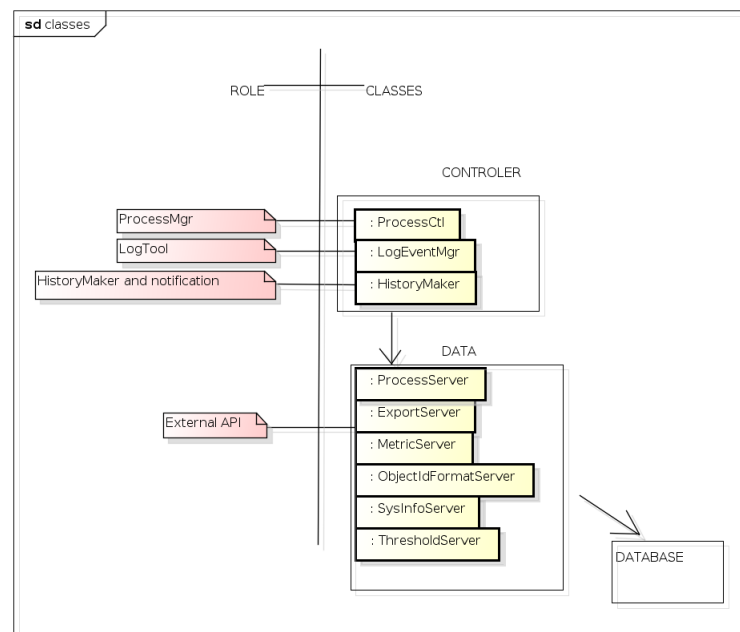 sd classes
ROLE
CLASSES
CONTROLER
ProcessMgr
: ProcessCtl
LogTool
: LogEventMgr
HistoryMaker and notification
: HistoryMaker
DATA
: ProcessServer
External API
: ExportServer
: MetricServer
: ObjectIdFormatServer
: SysInfoServer
: ThresholdServer
DATABASE